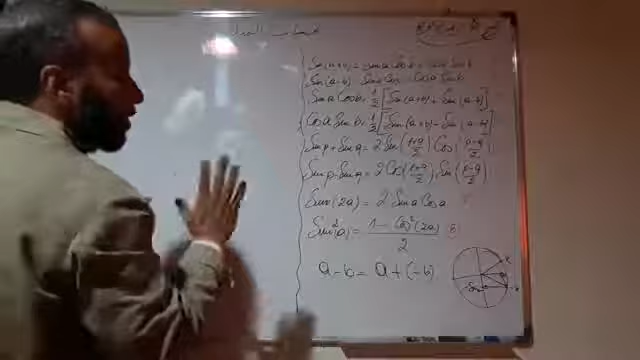 Sin(a+b) = Sin a Cos b + Cos a Sin b
Sin(a-b) = Sin a Cos b - Cos a Sin b
Sin a Cos b = 1/2 [Sin(a+b) + Sin(a-b)]
Cos a Sin b = 1/2 [Sin(a+b) - Sin(a-b)]
Sin p + Sin q = 2 Sin(p+q/2) Cos(p-q/2)
Sin p - Sin q = 2 Cos(p+q/2) Sin(p-q/2)
Sin(2a) = 2 Sin a Cos a
Sin²(a) = 1 - Cos²(2a) / 2
a-b = a+(-b)